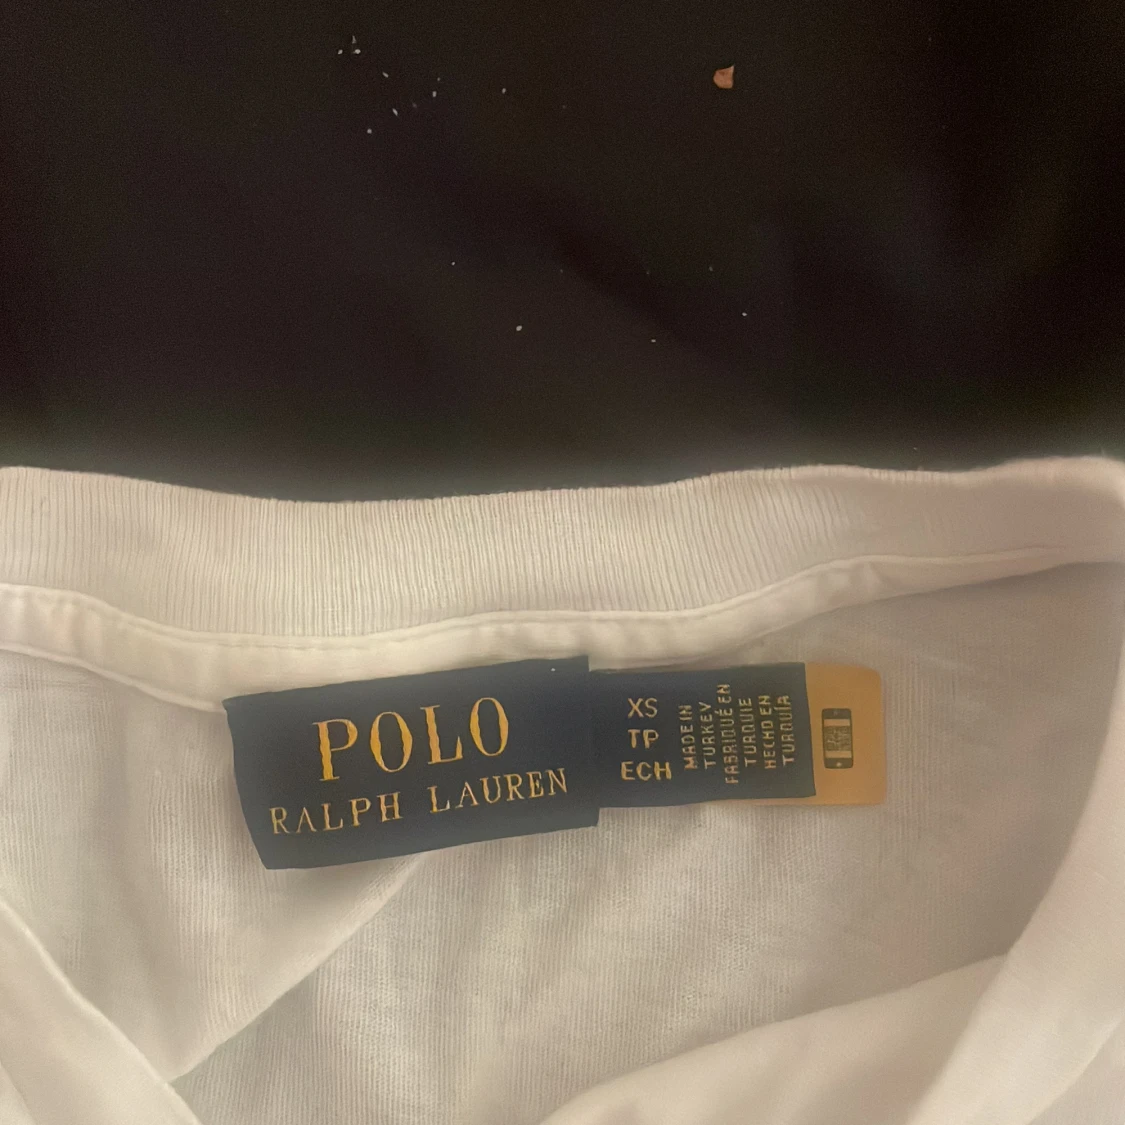 POLO
RALPH LAUREN
XS
TP
ECH
MADE IN
TURKEY
FABRIQUÉ EN
TURQUIE
HECHO EN
TURQUÍA